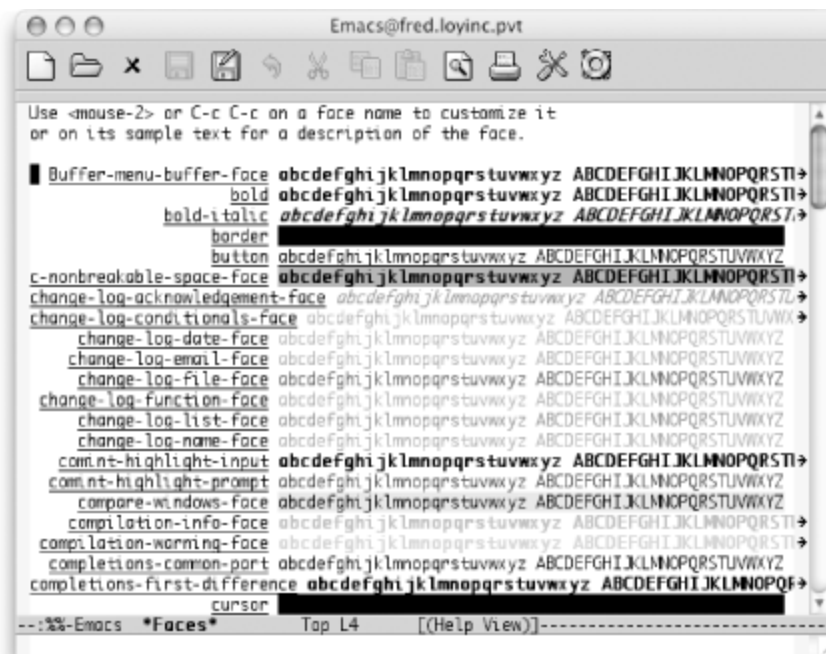 Emacs@fred.loyinc.pvt
Use <mouse-2> or C-c C-c on a face name to customize it
or on its sample text for a description of the face.
Buffer-menu-buffer-face abcdefghijklmnopqrstuvwxyz ABCDEFGHIJKLMNOPQRST
bold abcdefghijklmnopqrstuvwxyz ABCDEFGHIJKLMNOPQRST
bold-italic abcdefghijklmnopqrstuvwxyz ABCDEFGHIJKLMNOPQRST
border
button abcdefghijklmnopqrstuvwxyz ABCDEFGHIJKLMNOPQRSTUVWXYZ
c-nonbreakable-space-face abcdefghijklmnopqrstuvwxyz ABCDEFGHIJKLMNOPQRST
change-log-acknowledgement-face abcdefghijklmnopqrstuvwxyz ABCDEFGHIJKLMNOPQRST
change-log-conditionals-face abcdefghijklmnopqrstuvwxyz ABCDEFGHIJKLMNOPQRSTUVWX
change-log-date-face abcdefghijklmnopqrstuvwxyz ABCDEFGHIJKLMNOPQRSTUVWXYZ
change-log-email-face abcdefghijklmnopqrstuvwxyz ABCDEFGHIJKLMNOPQRSTUVWXYZ
change-log-file-face abcdefghijklmnopqrstuvwxyz ABCDEFGHIJKLMNOPQRSTUVWXYZ
change-log-function-face abcdefghijklmnopqrstuvwxyz ABCDEFGHIJKLMNOPQRSTUVWXYZ
change-log-list-face abcdefghijklmnopqrstuvwxyz ABCDEFGHIJKLMNOPQRSTUVWXYZ
change-log-name-face abcdefghijklmnopqrstuvwxyz ABCDEFGHIJKLMNOPQRSTUVWXYZ
comint-highlight-input abcdefghijklmnopqrstuvwxyz ABCDEFGHIJKLMNOPQRST
comint-highlight-prompt abcdefghijklmnopqrstuvwxyz ABCDEFGHIJKLMNOPQRSTUVWXYZ
compare-windows-face abcdefghijklmnopqrstuvwxyz ABCDEFGHIJKLMNOPQRSTUVWXYZ
compilation-info-face abcdefghijklmnopqrstuvwxyz ABCDEFGHIJKLMNOPQRST
compilation-warning-face abcdefghijklmnopqrstuvwxyz ABCDEFGHIJKLMNOPQRST
completions-common-part abcdefghijklmnopqrstuvwxyz ABCDEFGHIJKLMNOPQRSTUVWXYZ
completions-first-difference abcdefghijklmnopqrstuvwxyz ABCDEFGHIJKLMNOPQR
cursor
--:%%-Emacs *Faces* Top L4 [(Help View)]----------------------------